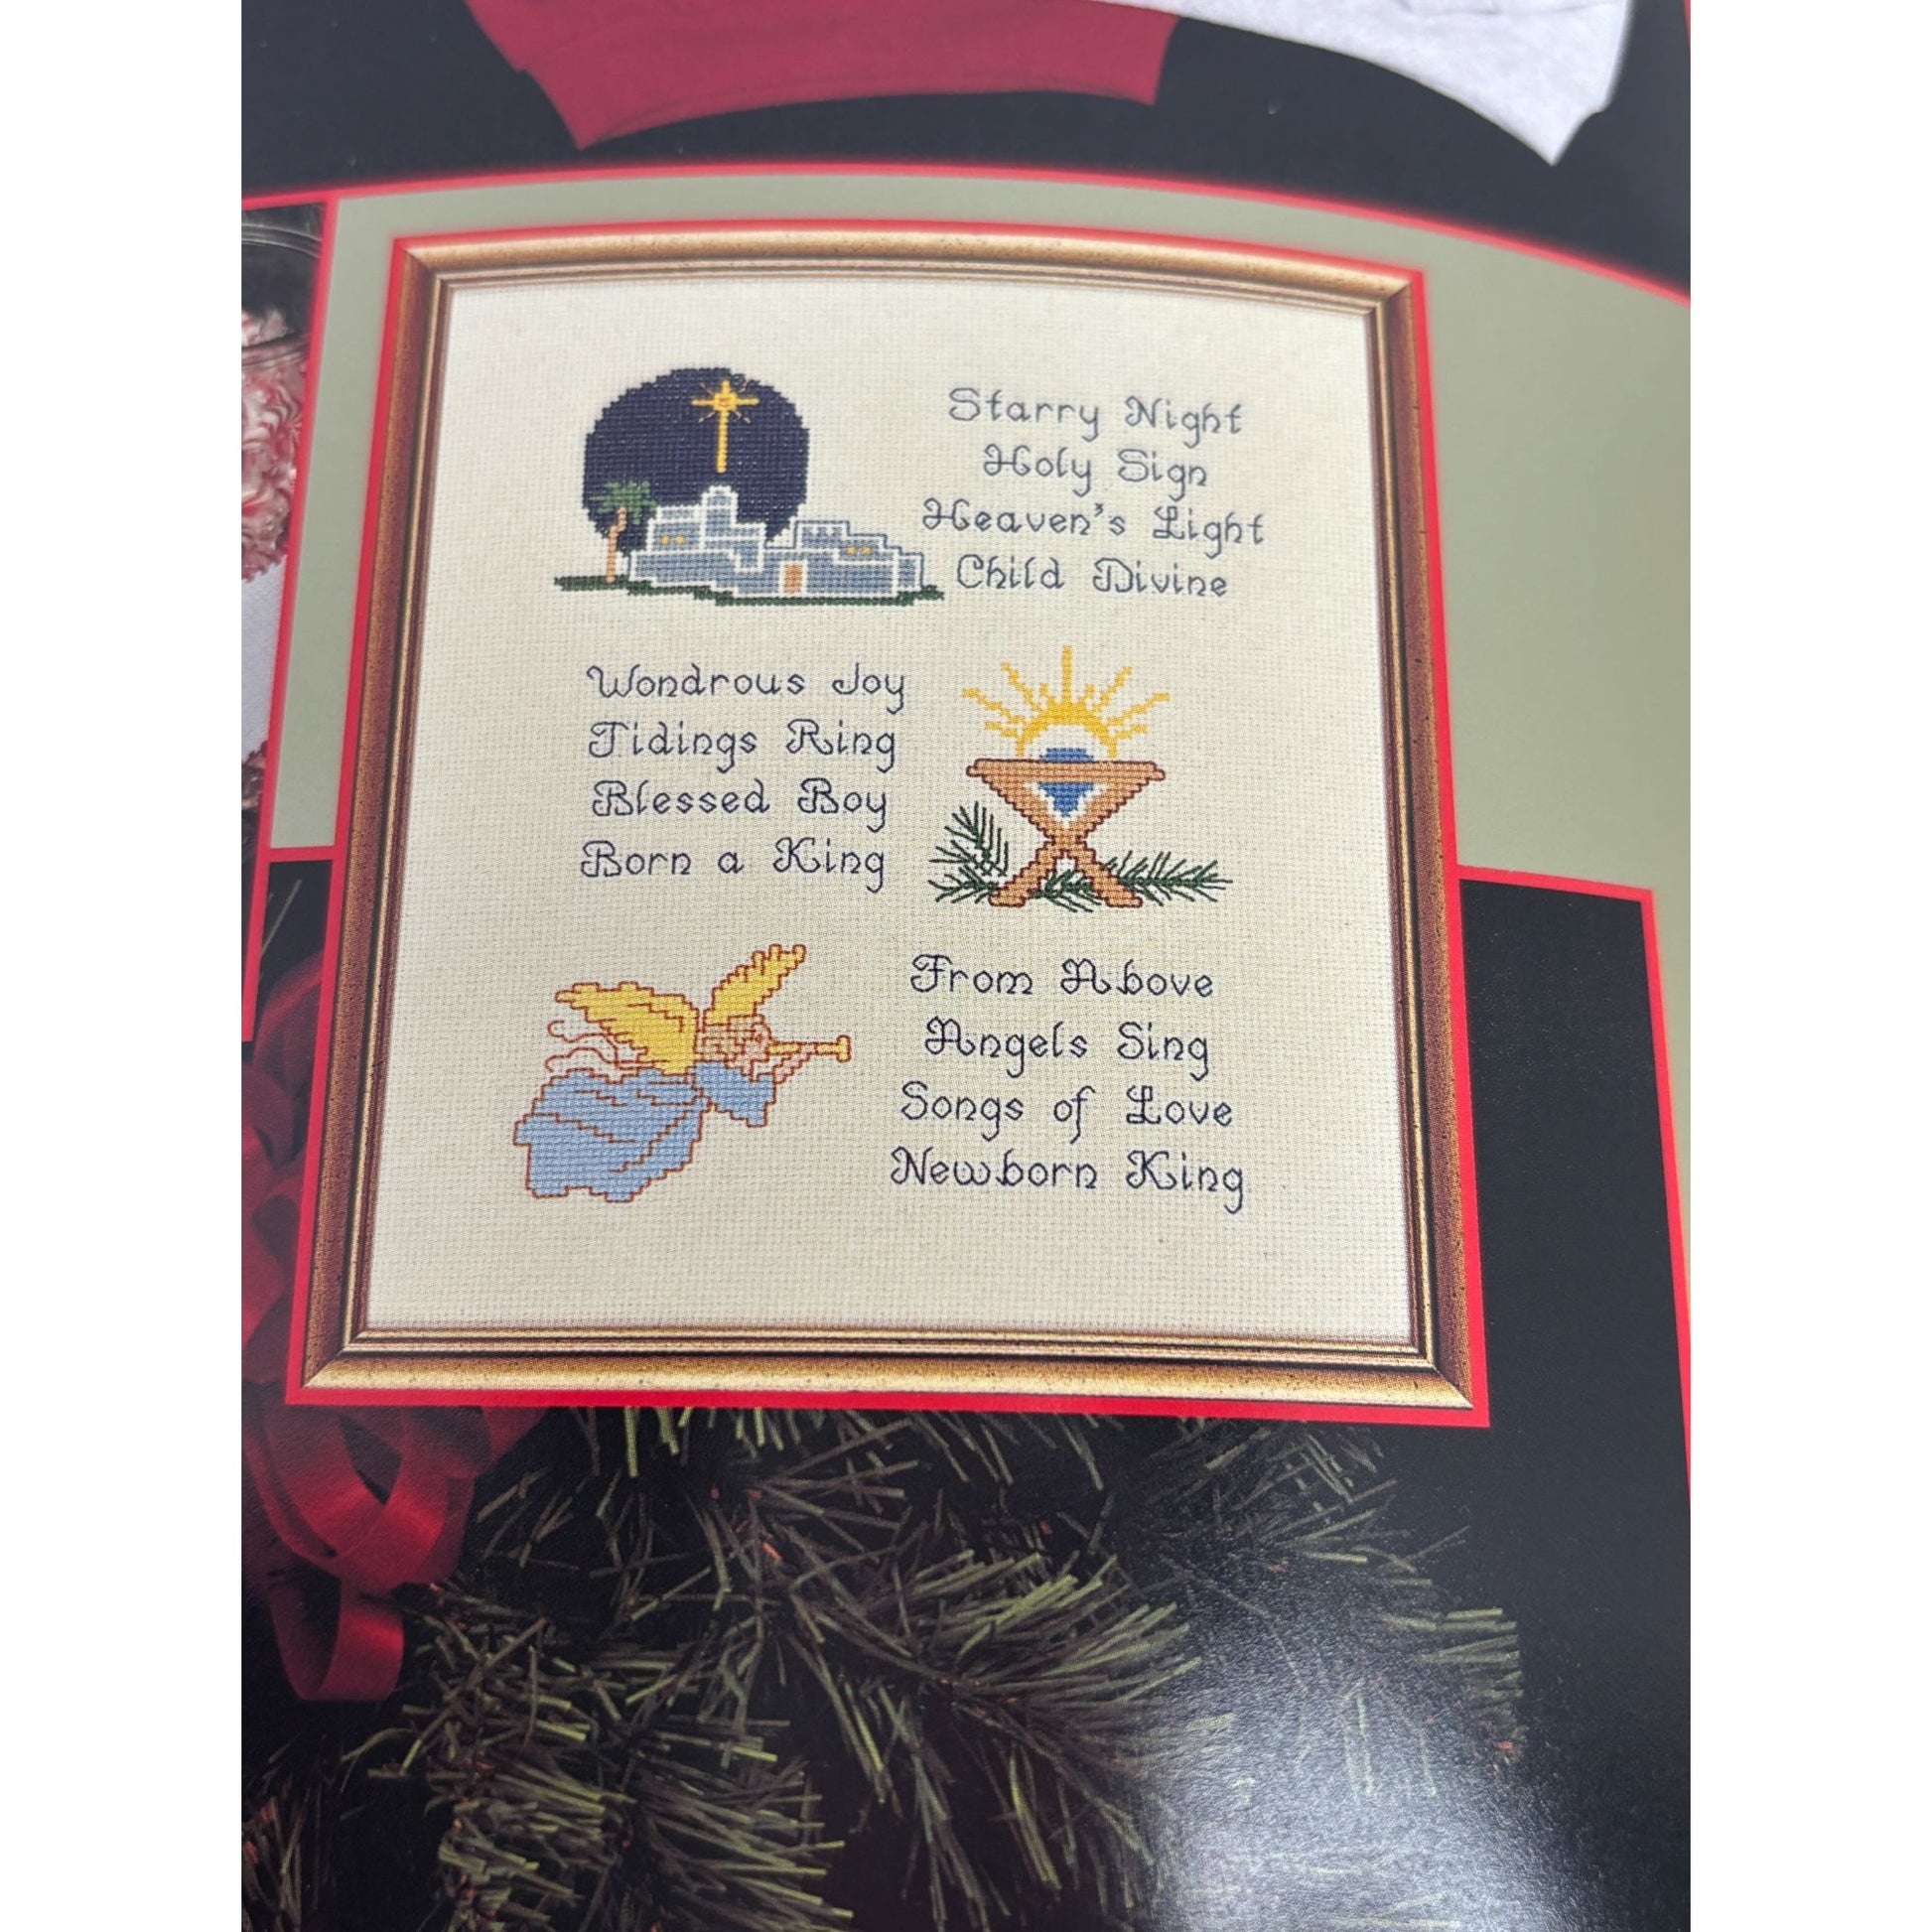 Starry Night
Holy Sign
Heaven's Light
Child Divine
Wondrous Joy
Tidings Ring
Blessed Boy
Born a King
From Above
Angels Sing
Songs of Love
Newborn King